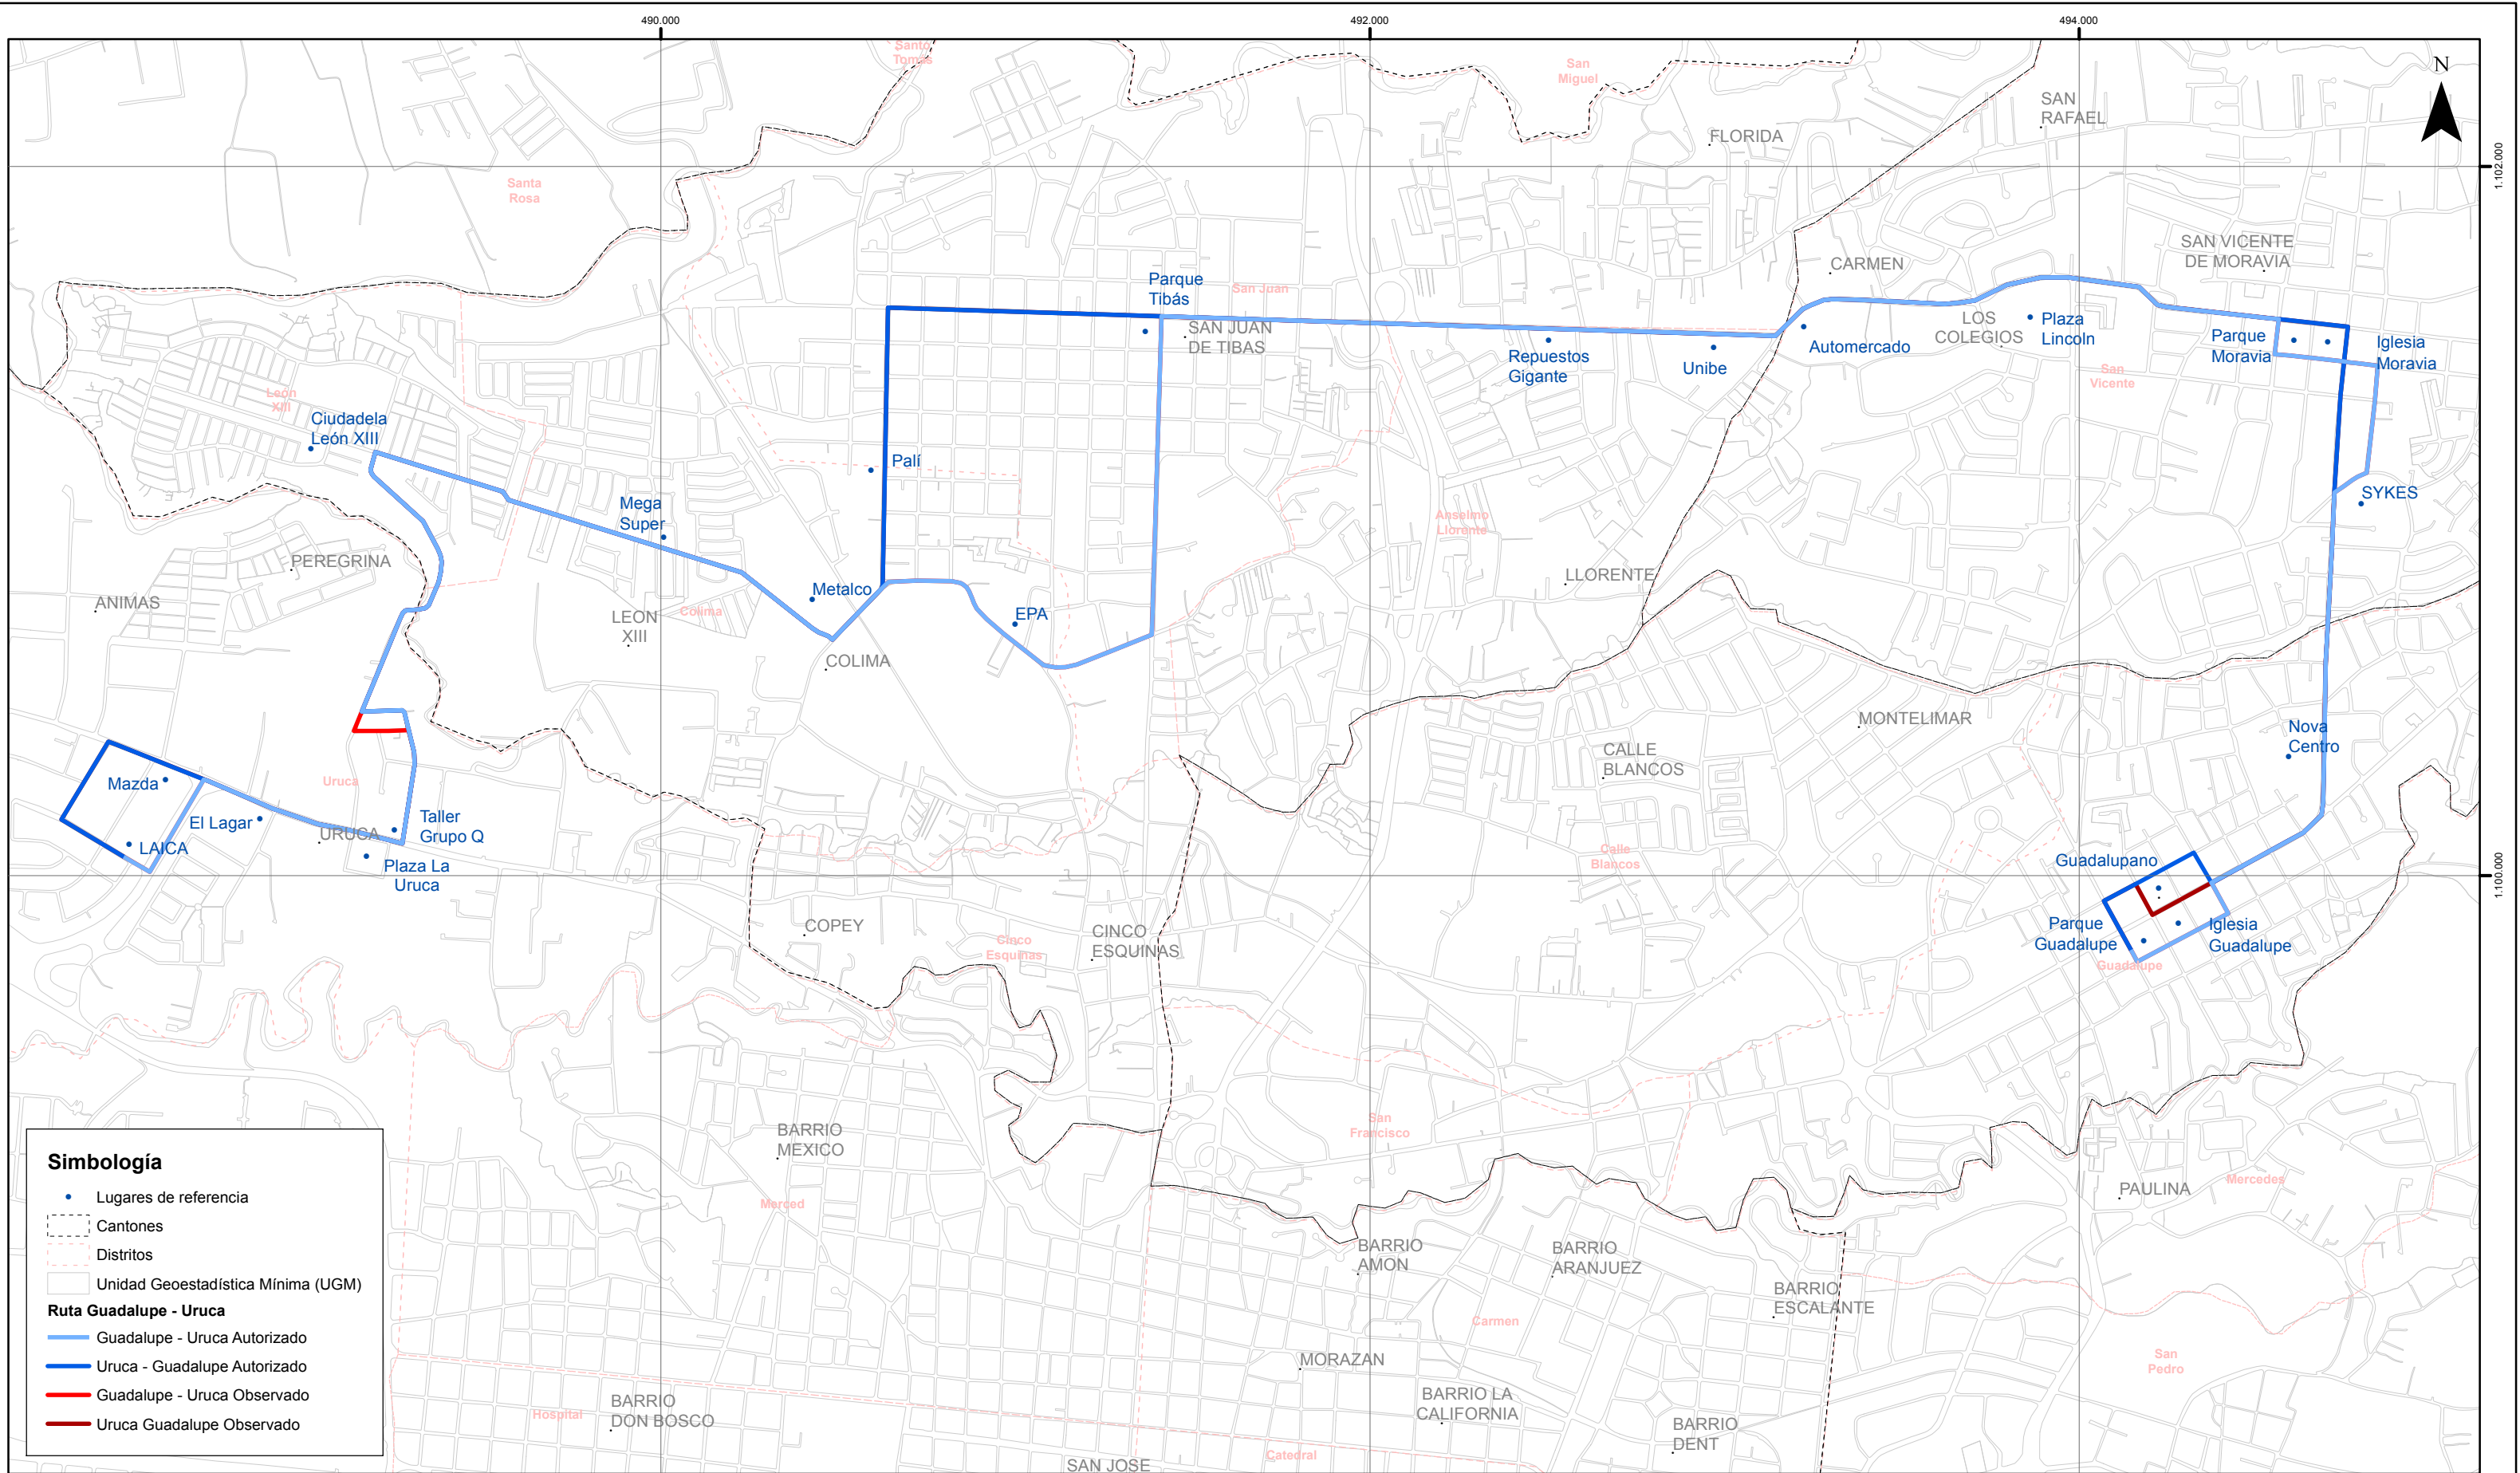 490.000
492.000
494.000
Santo
Tomás
San
Miguel
N
SAN
RAFAEL
FLORIDA
1.102.000
Santa
Rosa
SAN VICENTE
DE MORAVIA
CARMEN
Parque
Tibás
San Juan
SAN JUAN
DE TIBAS
LOS
COLEGIOS
Plaza
Lincoln
Parque
Moravia
Iglesia
Moravia
Repuestos
Gigante
Unibe
Automercado
San
Vicente
León
XIII
Ciudadela
León XIII
Palí
Mega
Super
SYKES
Anselmo
Llorente
PEREGRINA
ANIMAS
LEON
XIII
Colima
Metalco
EPA
LLORENTE
COLIMA
MONTELIMAR
CALLE
BLANCOS
Nova
Centro
Mazda
Uruca
El Lagar
URUCA
Taller
Grupo Q
LAICA
Plaza La
Uruca
Calle
Blancos
Guadalupano
1.100.000
COPEY
Cinco
Esquinas
CINCO
ESQUINAS
Parque
Guadalupe
Iglesia
Guadalupe
Guadalupe
BARRIO
MEXICO
San
Francisco
Merced
PAULINA
Mercedes
BARRIO
AMON
BARRIO
ARANJUEZ
BARRIO
ESCALANTE
Carmen
MORAZAN
San
Pedro
BARRIO
DON BOSCO
Hospital
BARRIO LA
CALIFORNIA
BARRIO
DENT
Catedral
SAN JOSE
Simbología
Lugares de referencia
Cantones
Distritos
Unidad Geoestadística Mínima (UGM)
Ruta Guadalupe - Uruca
Guadalupe - Uruca Autorizado
Uruca - Guadalupe Autorizado
Guadalupe - Uruca Observado
Uruca Guadalupe Observado